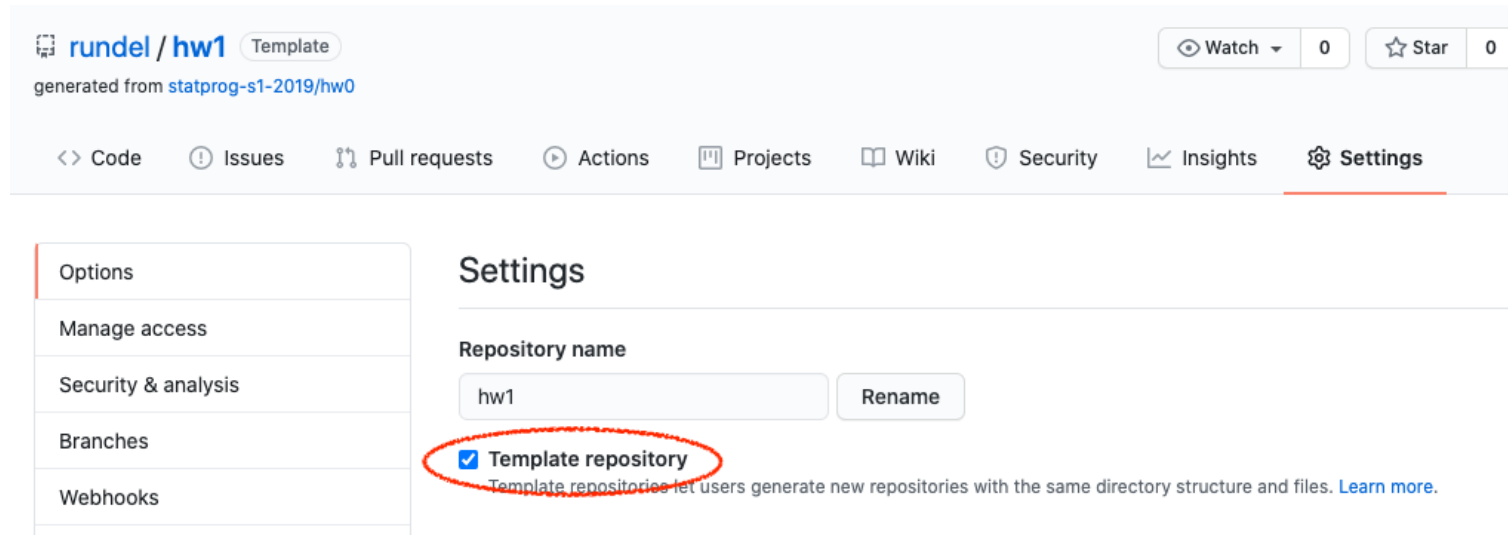 rundel / hw1 Template
Watch 0 Star 0
generated from statprog-s1-2019/hw0
Code Issues Pull requests Actions Projects Wiki Security Insights Settings
Options
Manage access
Security & analysis
Branches
Webhooks
Settings
Repository name
hw1 Rename
Template repository
Template repositories let users generate new repositories with the same directory structure and files. Learn more.